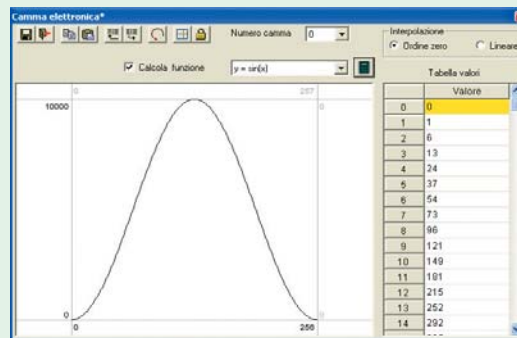 Camma elettronica*
Numero camma 0
Interpolazione
Ordine zero Lineare
Calcola funzione y = sin(x)
Tabella valori
Valore
0 0
1 1
2 6
3 13
4 24
5 37
6 54
7 73
8 96
9 121
10 149
11 181
12 215
13 252
14 292
0 257
10000 0
0 0
0 256